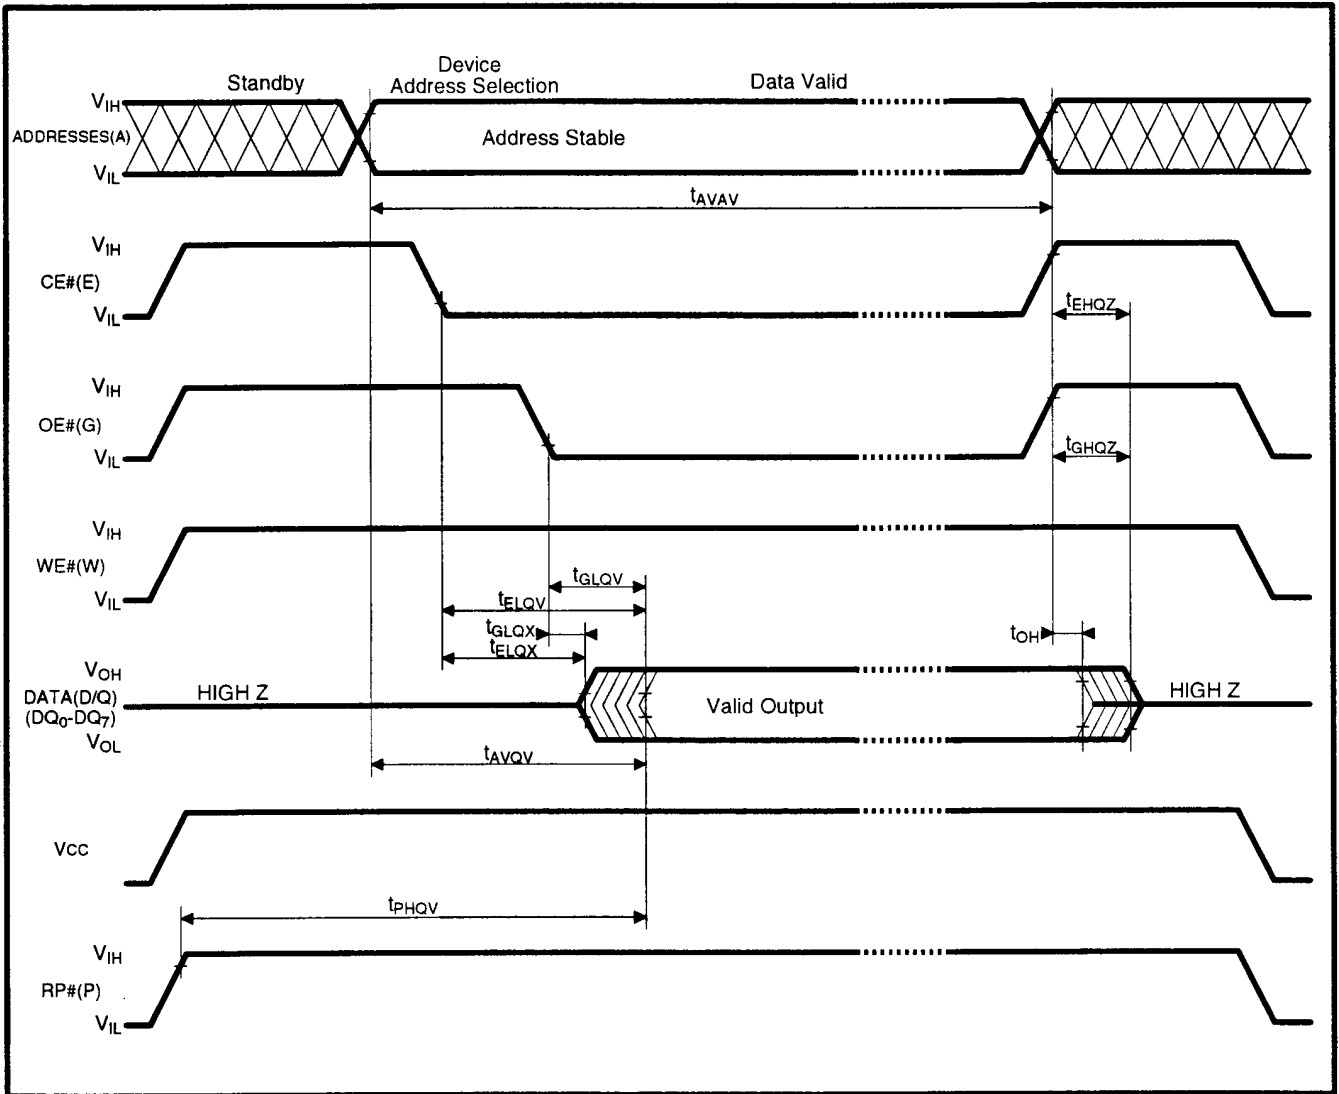 Standby
Device
Address Selection
Data Valid
VIH
ADDRESSES(A)
Address Stable
VIL
tAVAV
VIH
CE#(E)
VIL
tEHQZ
VIH
OE#(G)
VIL
tGHQZ
VIH
WE#(W)
VIL
tGLQV
tELQV
tGLQX
tELQX
tOH
VOH
DATA(D/Q)
(DQ0-DQ7)
VOL
HIGH Z
Valid Output
HIGH Z
tAVQV
VCC
tPHQV
VIH
RP#(P)
VIL